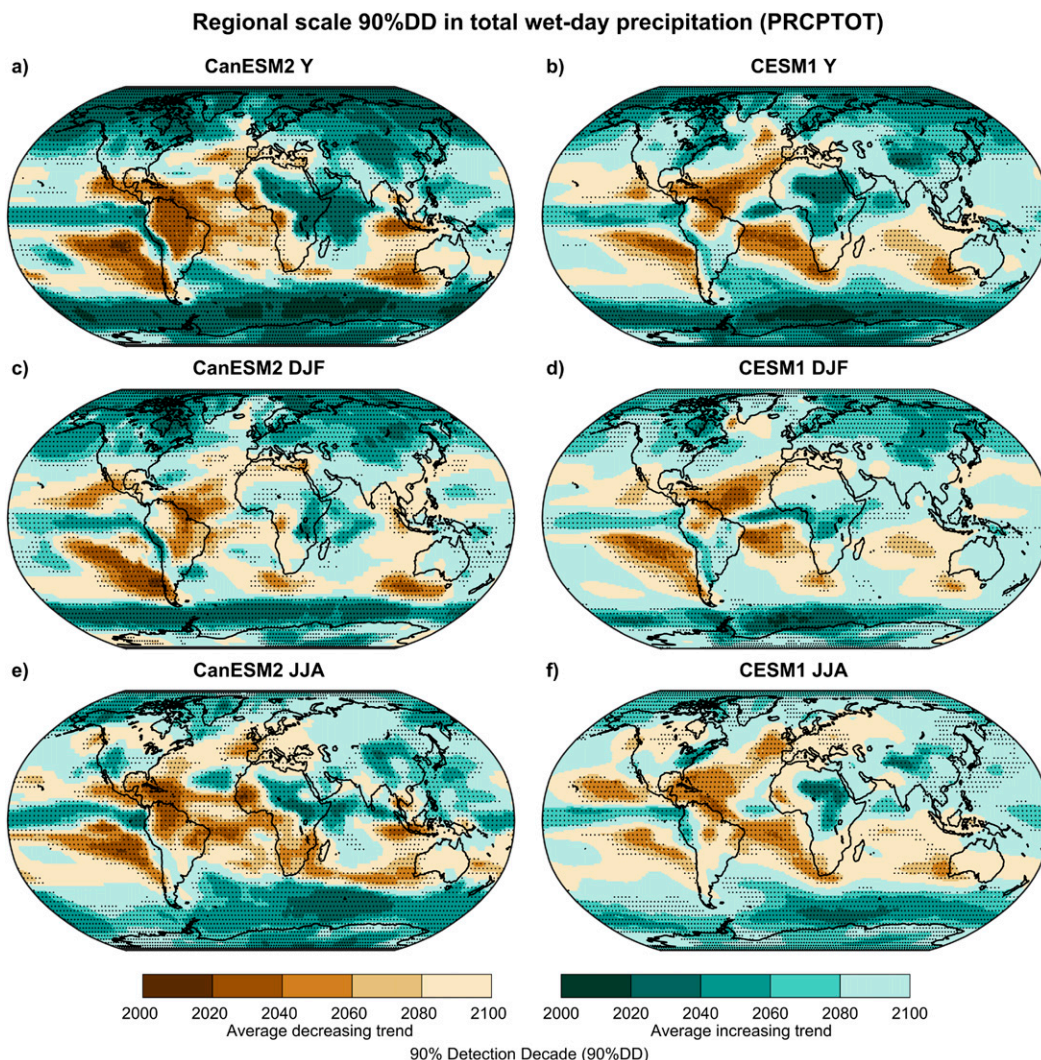 Regional scale 90%DD in total wet-day precipitation (PRCPTOT)
a) CanESM2 Y
b) CESM1 Y
c) CanESM2 DJF
d) CESM1 DJF
e) CanESM2 JJA
f) CESM1 JJA
2000 2020 2040 2060 2080 2100
Average decreasing trend
2000 2020 2040 2060 2080 2100
Average increasing trend
90% Detection Decade (90%DD)